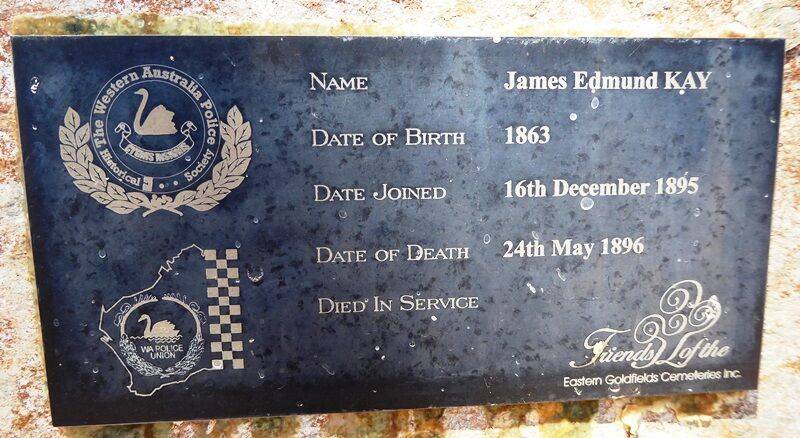 The Western Australia Police
Historical Society
WA POLICE
UNION
NAME James Edmund KAY
DATE OF BIRTH 1863
DATE JOINED 16th December 1895
DATE OF DEATH 24th May 1896
DIED IN SERVICE
Friends of the
Eastern Goldfields Cemeteries Inc.